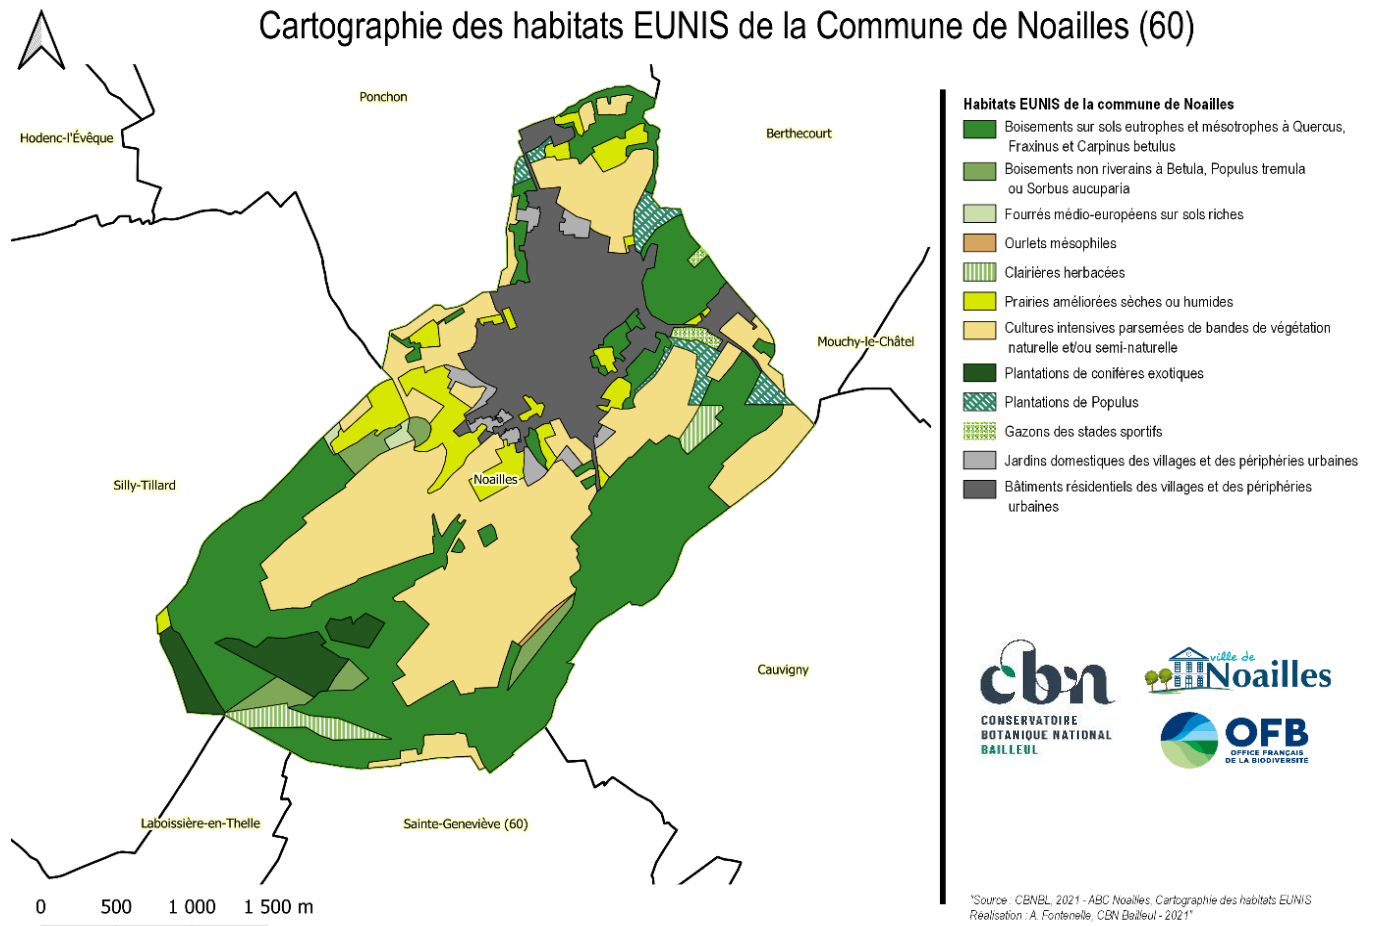 Cartographie des habitats EUNIS de la Commune de Noailles (60)
Ponchon
Hodenc-l'Évêque
Berthecourt
Mouchy-le-Châtel
Silly-Tillard
Noailles
Cauvigny
Laboissière-en-Thelle
Sainte-Geneviève (60)
0 500 1 000 1 500 m
Habitats EUNIS de la commune de Noailles
Boisements sur sols eutrophes et mésotrophes à Quercus,
Fraxinus et Carpinus betulus
Boisements non riverains à Betula, Populus tremula
ou Sorbus aucuparia
Fourrés médio-européens sur sols riches
Ourlets mésophiles
Clairières herbacées
Prairies améliorées sèches ou humides
Cultures intensives parsemées de bandes de végétation
naturelle et/ou semi-naturelle
Plantations de conifères exotiques
Plantations de Populus
Gazons des stades sportifs
Jardins domestiques des villages et des périphéries urbaines
Bâtiments résidentiels des villages et des périphéries
urbaines
cbn
CONSERVATOIRE
BOTANIQUE NATIONAL
BAILLEUL
ville de
Noailles
OFB
OFFICE FRANÇAIS
DE LA BIODIVERSITÉ
"Source : CBNBL, 2021 - ABC Noailles, Cartographie des habitats EUNIS
Réalisation : A. Fontenelle, CBN Bailleul - 2021"